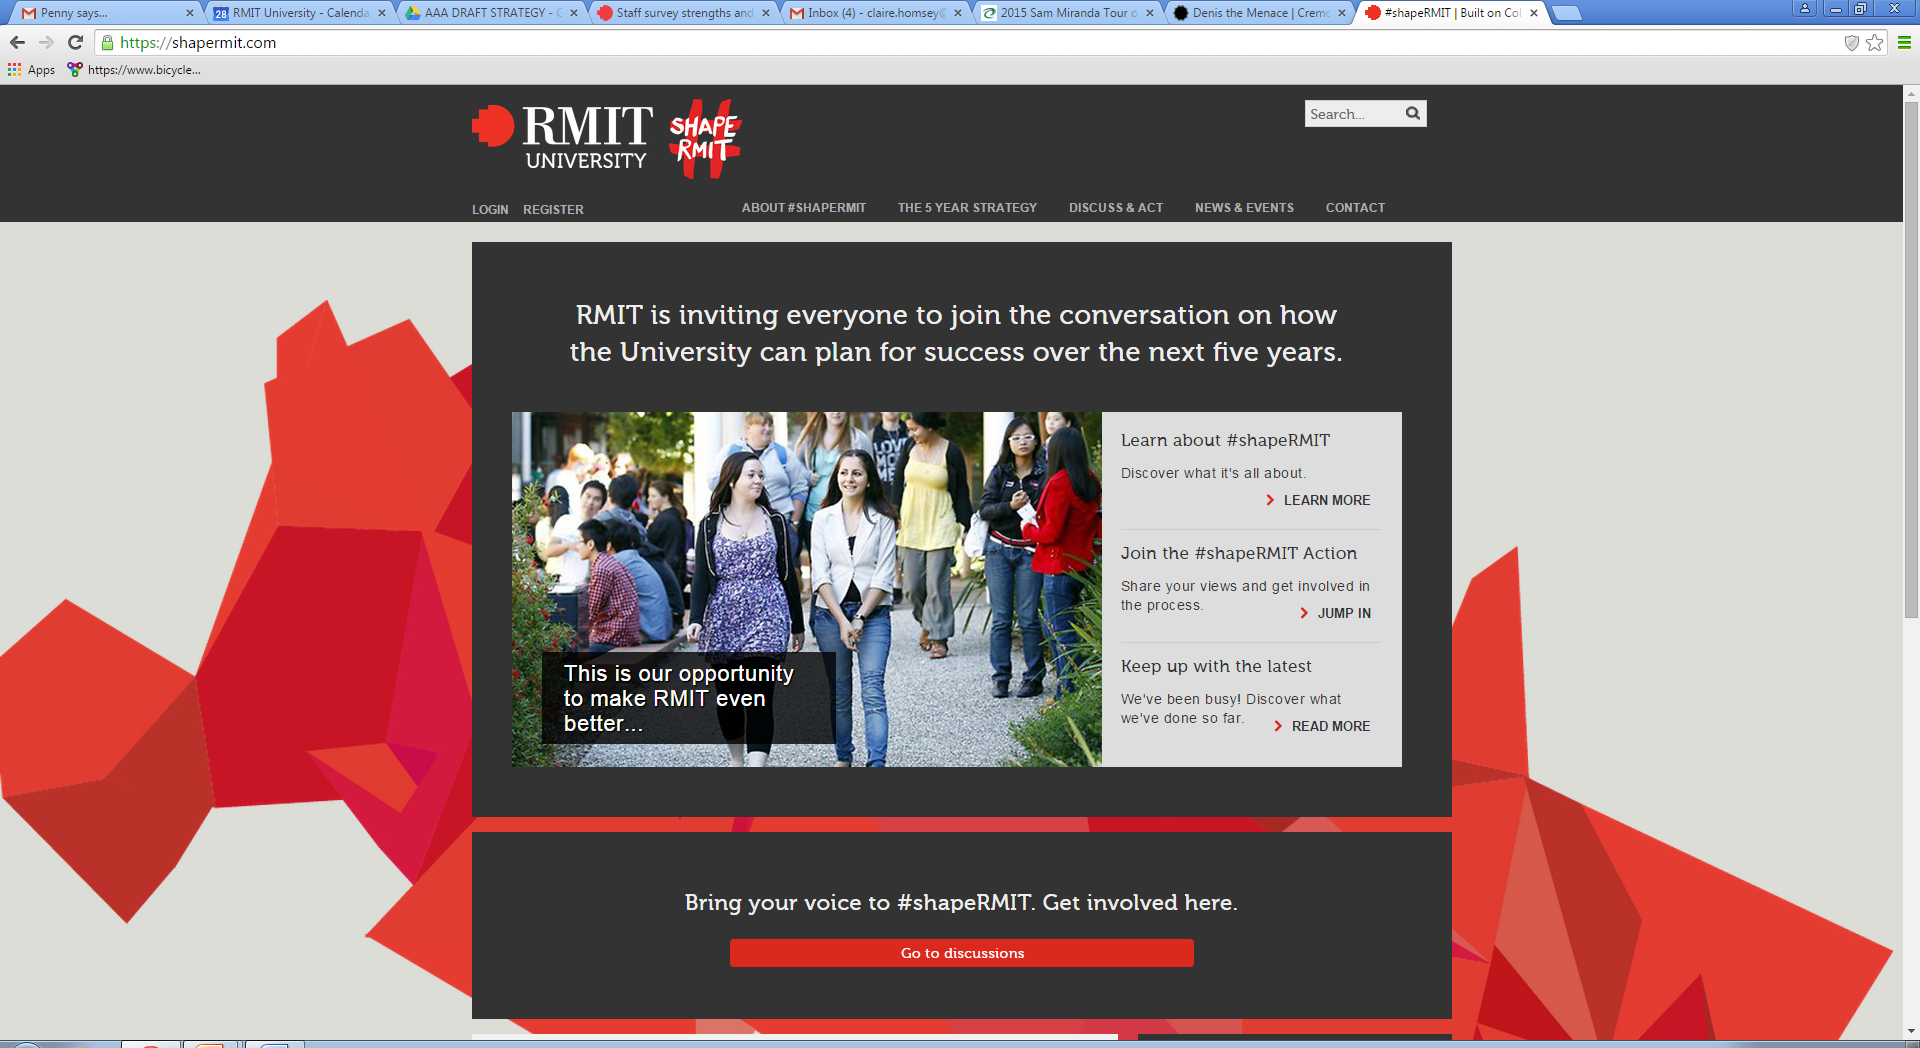 Penny says...
RMIT University - Calenda
AAA DRAFT STRATEGY - G
Staff survey strengths and
Inbox (4) - claire.homsey@
2015 Sam Miranda Tour o
Denis the Menace | Cremo
#shapeRMIT | Built on Col
https://shapermit.com
Apps
https://www.bicycle...
RMIT
UNIVERSITY
SHAPE
RMIT
Search...
LOGIN
REGISTER
ABOUT #SHAPERMIT
THE 5 YEAR STRATEGY
DISCUSS & ACT
NEWS & EVENTS
CONTACT
RMIT is inviting everyone to join the conversation on how
the University can plan for success over the next five years.
This is our opportunity
to make RMIT even
better...
Learn about #shapeRMIT
Discover what it's all about.
LEARN MORE
Join the #shapeRMIT Action
Share your views and get involved in
the process.
JUMP IN
Keep up with the latest
We've been busy! Discover what
we've done so far.
READ MORE
Bring your voice to #shapeRMIT. Get involved here.
Go to discussions